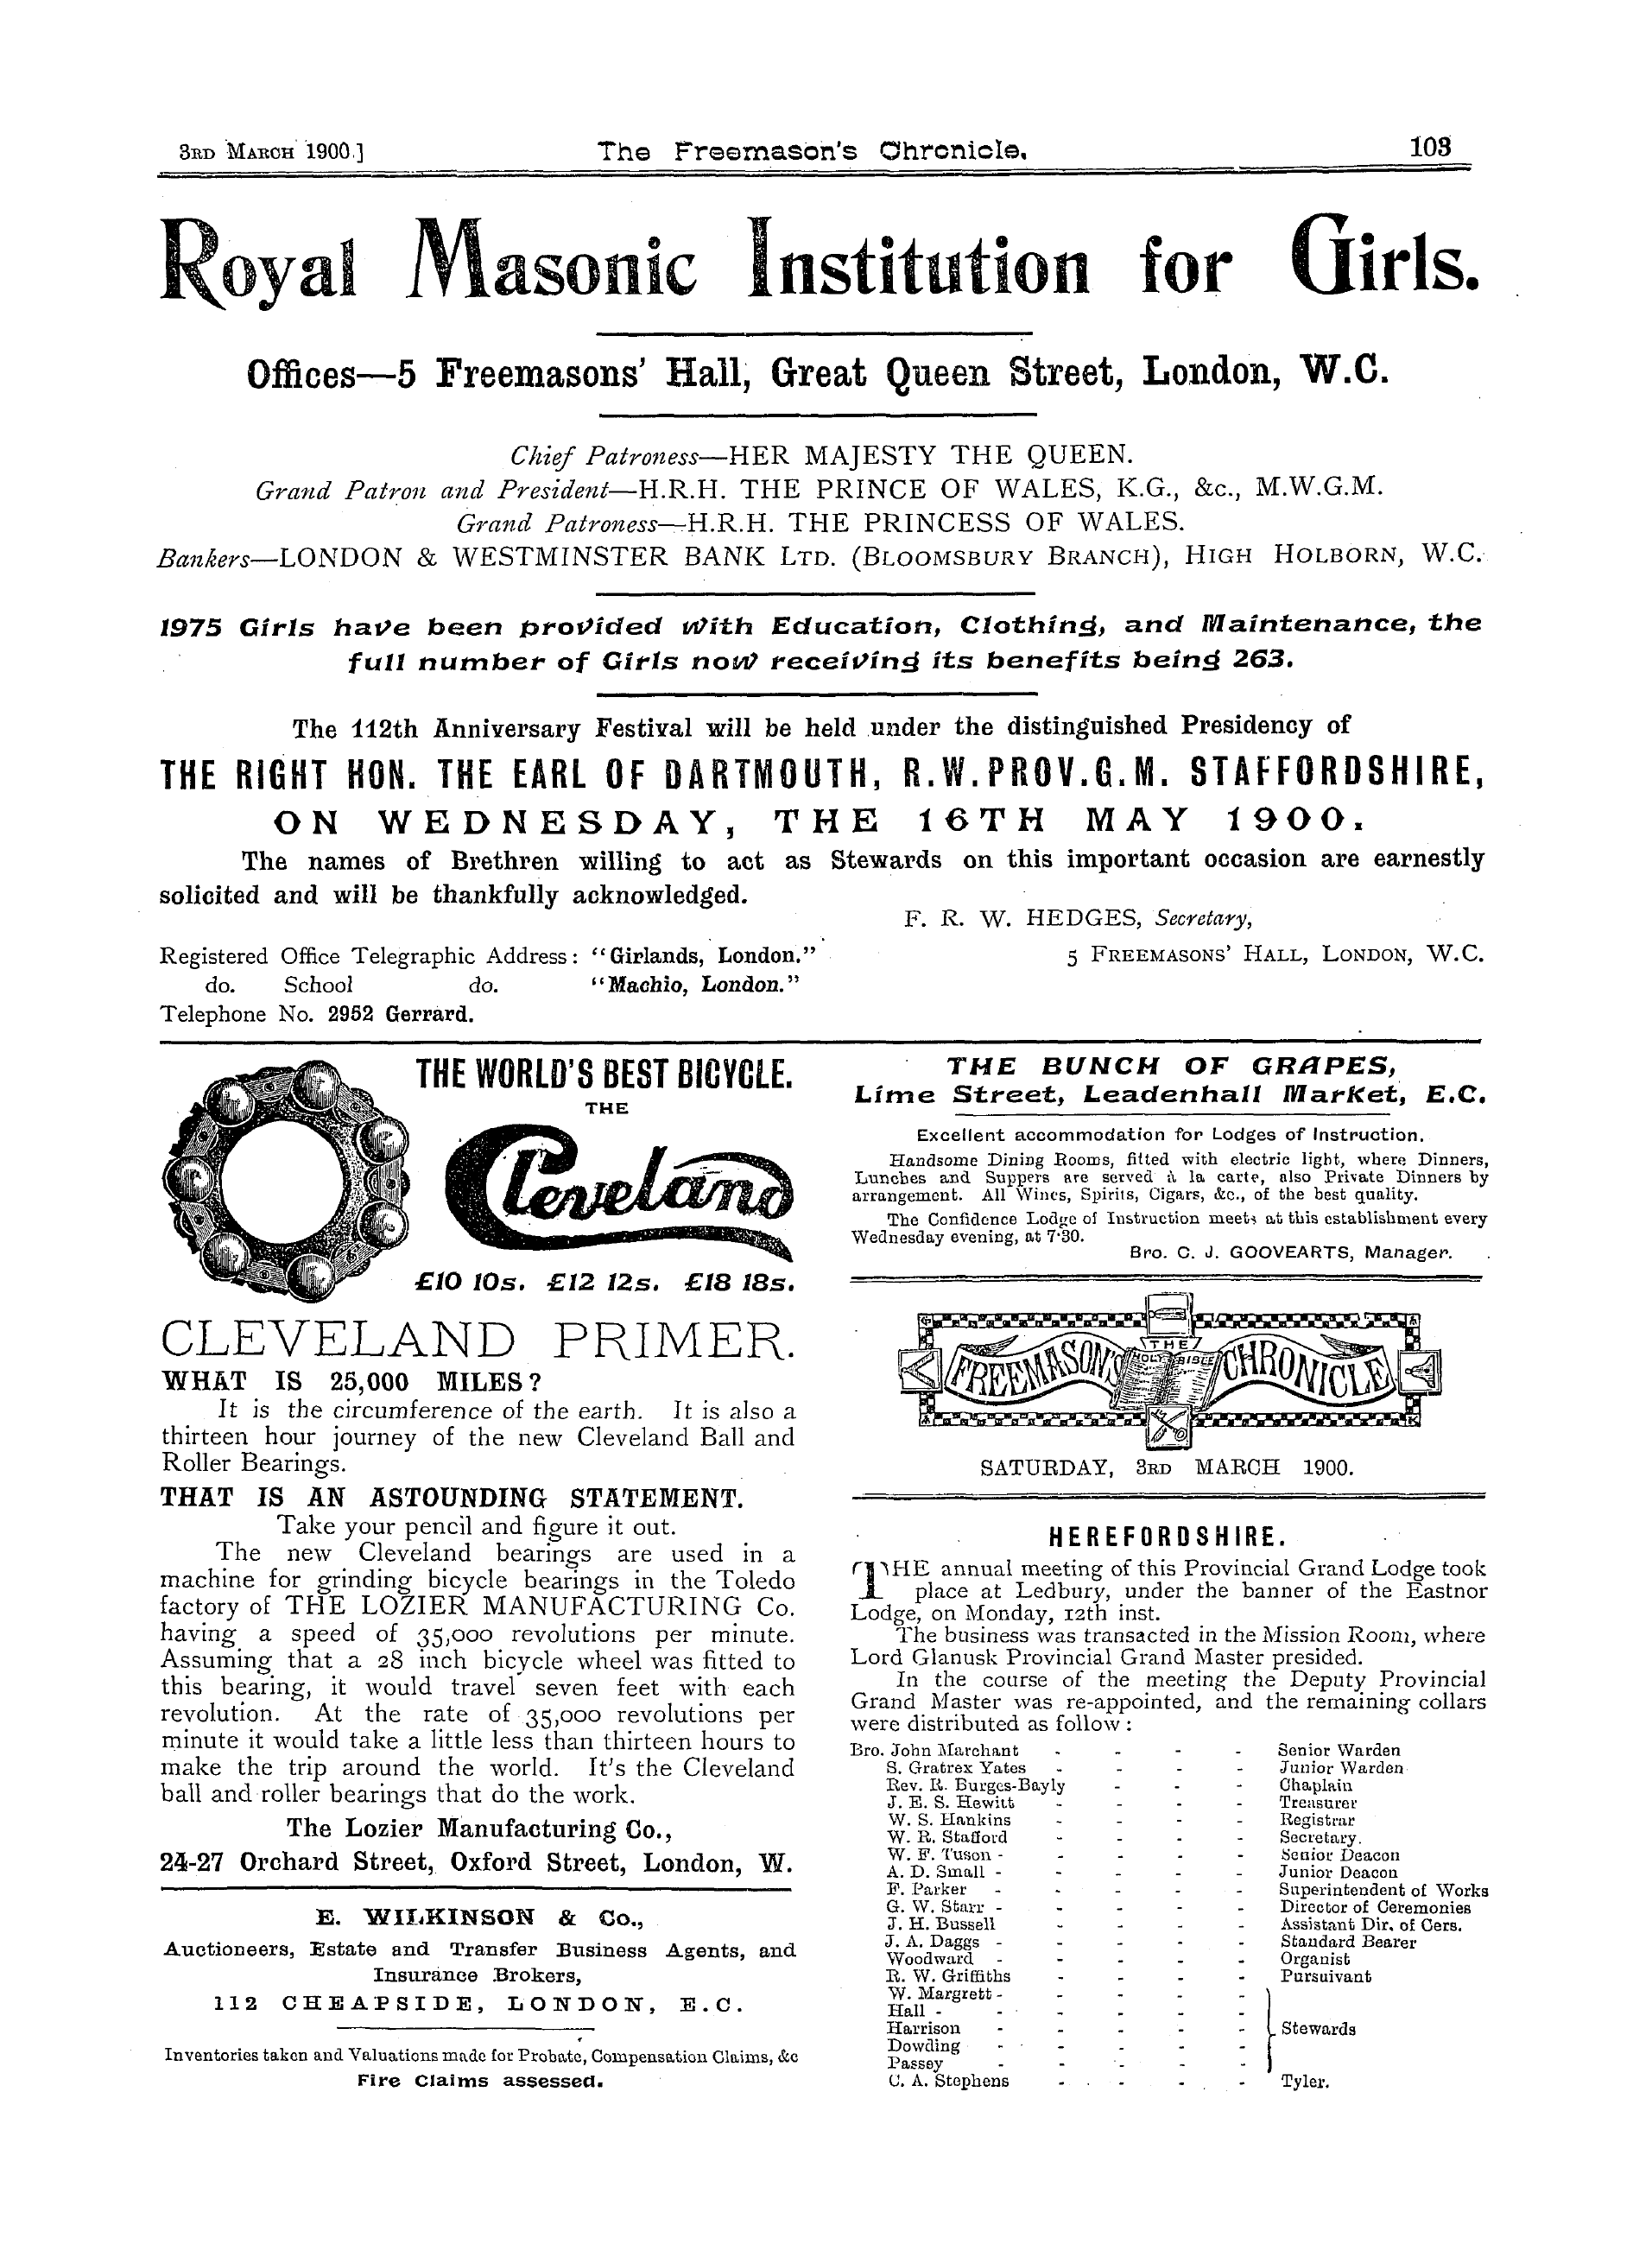 3RD MARCH 1900.]
The Freemason's Chronicle.
103
Royal Masonic Institution for Girls.
Offices—5 Freemasons' Hall, Great Queen Street, London, W.C.
Chief Patroness—HER MAJESTY THE QUEEN.
Grand Patron and President—H.R.H. THE PRINCE OF WALES, K.G., &c., M.W.G.M.
Grand Patroness—H.R.H. THE PRINCESS OF WALES.
Bankers—LONDON & WESTMINSTER BANK LTD. (BLOOMSBURY BRANCH), HIGH HOLBORN, W.C.
1975 Girls have been provided with Education, Clothing, and Maintenance, the
full number of Girls now receiving its benefits being 263.
The 112th Anniversary Festival will be held under the distinguished Presidency of
THE RIGHT HON. THE EARL OF DARTMOUTH, R.W.PROV.G.M. STAFFORDSHIRE,
ON WEDNESDAY, THE 16TH MAY 1900.
The names of Brethren willing to act as Stewards on this important occasion are earnestly
solicited and will be thankfully acknowledged.
F. R. W. HEDGES, Secretary,
5 FREEMASONS' HALL, LONDON, W.C.
Registered Office Telegraphic Address: "Girlands, London."
do. School do. "Machio, London."
Telephone No. 2952 Gerrard.
THE WORLD'S BEST BICYCLE.
THE
Cleveland
£10 10s. £12 12s. £18 18s.
CLEVELAND PRIMER.
WHAT IS 25,000 MILES?
It is the circumference of the earth. It is also a
thirteen hour journey of the new Cleveland Ball and
Roller Bearings.
THAT IS AN ASTOUNDING STATEMENT.
Take your pencil and figure it out.
The new Cleveland bearings are used in a
machine for grinding bicycle bearings in the Toledo
factory of THE LOZIER MANUFACTURING Co.
having a speed of 35,000 revolutions per minute.
Assuming that a 28 inch bicycle wheel was fitted to
this bearing, it would travel seven feet with each
revolution. At the rate of 35,000 revolutions per
minute it would take a little less than thirteen hours to
make the trip around the world. It's the Cleveland
ball and roller bearings that do the work.
The Lozier Manufacturing Co.,
24-27 Orchard Street, Oxford Street, London, W.
E. WILKINSON & Co.,
Auctioneers, Estate and Transfer Business Agents, and
Insurance Brokers,
112 CHEAPSIDE, LONDON, E.C.
Inventories taken and Valuations made for Probate, Compensation Claims, &c
Fire Claims assessed.
THE BUNCH OF GRAPES,
Lime Street, Leadenhall Market, E.C.
Excellent accommodation for Lodges of Instruction.
Handsome Dining Rooms, fitted with electric light, where Dinners,
Lunches and Suppers are served à la carte, also Private Dinners by
arrangement. All Wines, Spirits, Cigars, &c., of the best quality.
The Confidence Lodge of Instruction meets at this establishment every
Wednesday evening, at 7·30.
Bro. C. J. GOOVEARTS, Manager.
THE
FREEMASON'S CHRONICLE
HOLY BIBLE
SATURDAY, 3RD MARCH 1900.
HEREFORDSHIRE.
THE annual meeting of this Provincial Grand Lodge took
place at Ledbury, under the banner of the Eastnor
Lodge, on Monday, 12th inst.
The business was transacted in the Mission Room, where
Lord Glanusk Provincial Grand Master presided.
In the course of the meeting the Deputy Provincial
Grand Master was re-appointed, and the remaining collars
were distributed as follow:
Bro. John Marchant - - - - Senior Warden
S. Gratrex Yates - - - - Junior Warden
Rev. R. Burges-Bayly - - - Chaplain
J. E. S. Hewitt - - - - Treasurer
W. S. Hankins - - - - Registrar
W. R. Stafford - - - - Secretary.
W. F. Tuson - - - - - Senior Deacon
A. D. Small - - - - - Junior Deacon
F. Parker - - - - - Superintendent of Works
G. W. Starr - - - - - Director of Ceremonies
J. H. Bussell - - - - Assistant Dir. of Cers.
J. A. Daggs - - - - - Standard Bearer
Woodward - - - - - Organist
R. W. Griffiths - - - - Pursuivant
W. Margrett - - - - -
Hall - - - - - -
Harrison - - - - - Stewards
Dowding - - - - -
Passey - - - - -
C. A. Stephens - - - - Tyler.